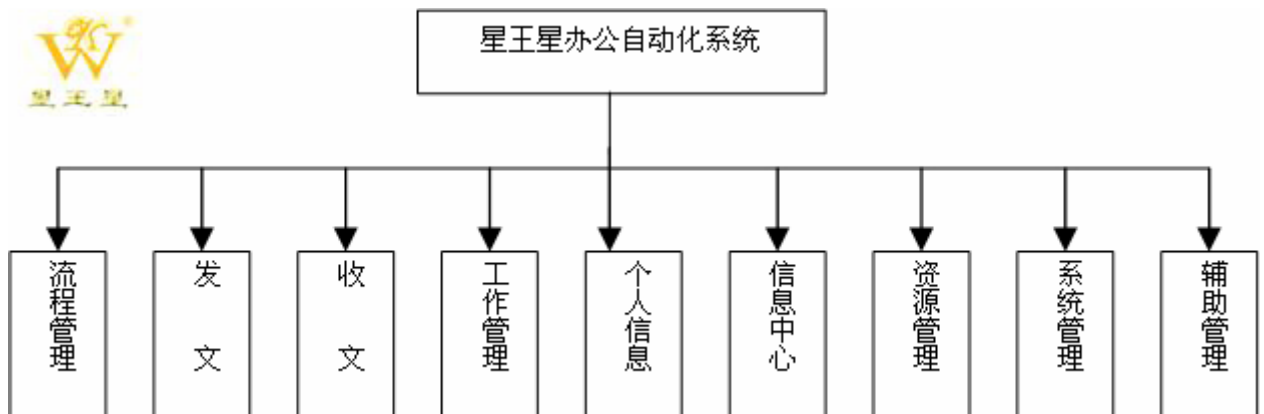 星王星
星王星办公自动化系统
流程管理
发文
收文
工作管理
个人信息
信息中心
资源管理
系统管理
辅助管理